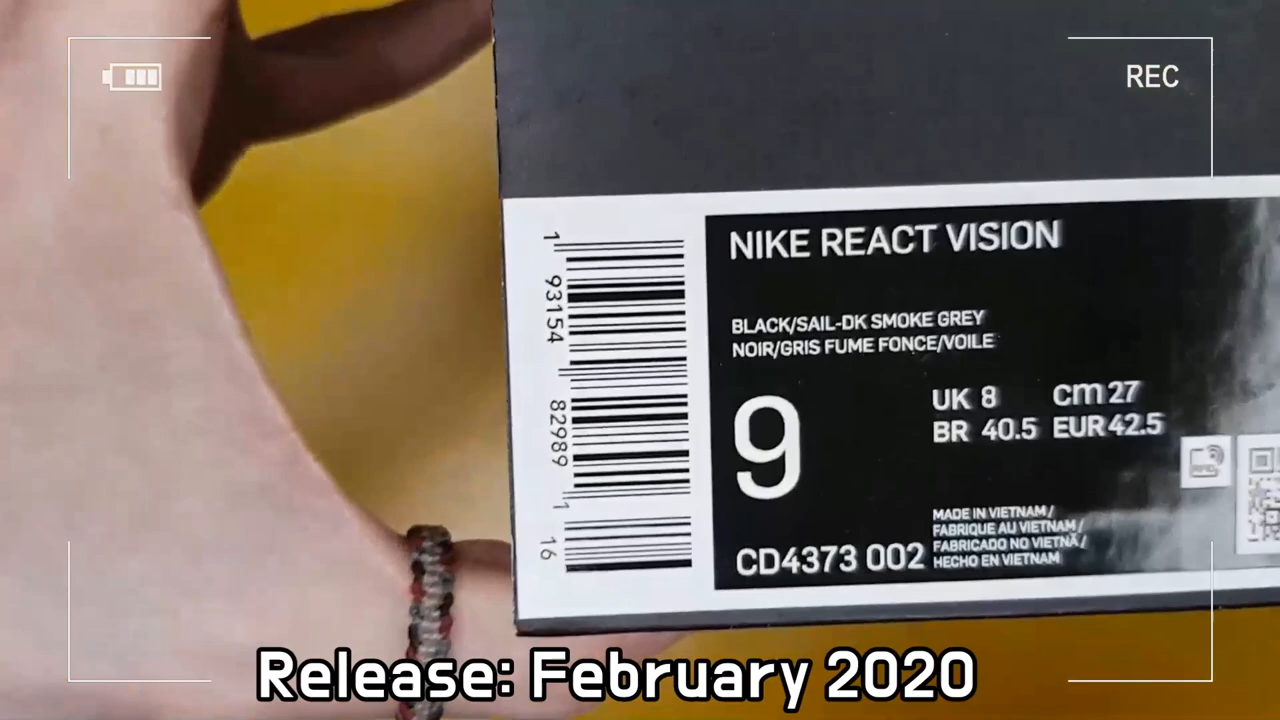 REC
NIKE REACT VISION
BLACK/SAIL-DK SMOKE GREY
NOIR/GRIS FUME FONCE/VOILE
9
UK 8 cm 27
BR 40.5 EUR 42.5
MADE IN VIETNAM/
FABRIQUE AU VIETNAM/
FABRICADO NO VIETNÃ/
HECHO EN VIETNAM
CD4373 002
1 93154 82989 1 16
RFID
Release: February 2020